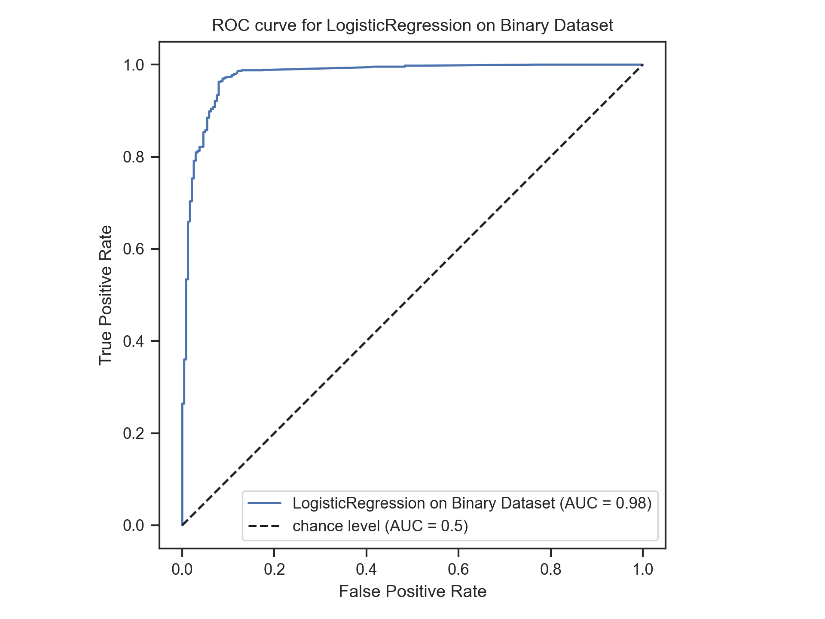 ROC curve for LogisticRegression on Binary Dataset
1.0
0.8
0.6
0.4
0.2
0.0
True Positive Rate
LogisticRegression on Binary Dataset (AUC = 0.98)
chance level (AUC = 0.5)
0.0 0.2 0.4 0.6 0.8 1.0
False Positive Rate